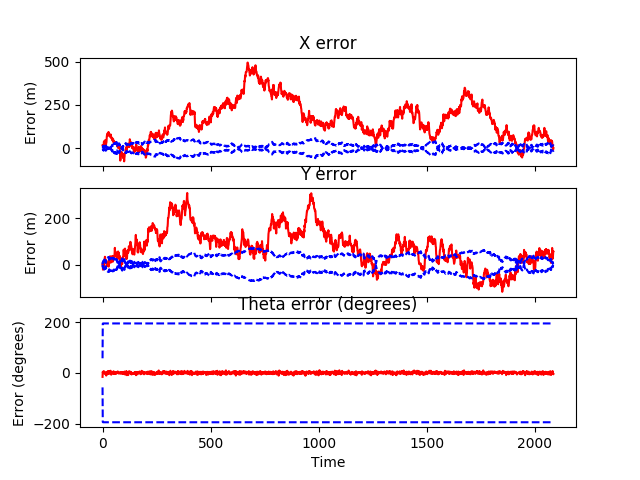 X error
500
250
0
Error (m)
Y error
200
0
Error (m)
Theta error (degrees)
200
0
−200
Error (degrees)
0 500 1000 1500 2000
Time